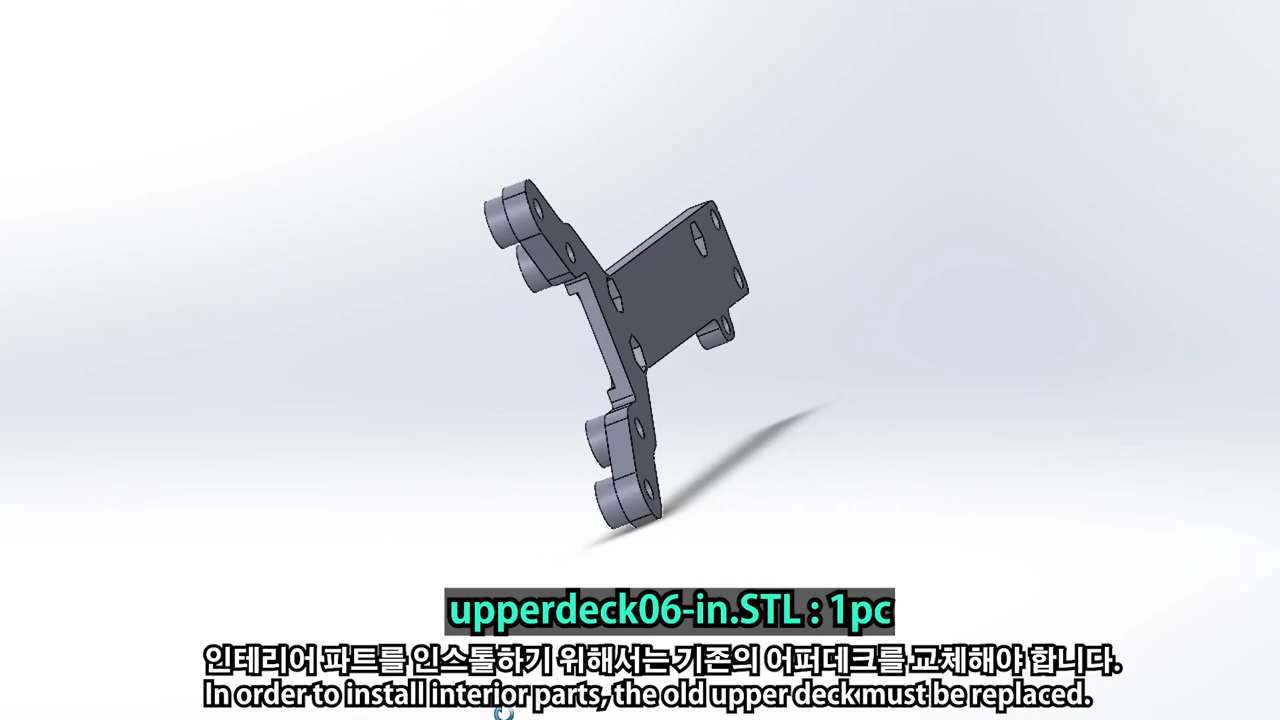 upperdeck06-in.STL : 1pc
인테리어 파트를 인스톨하기 위해서는 기존의 어퍼데크를 교체해야 합니다.
In order to install interior parts, the old upper deckmust be replaced.